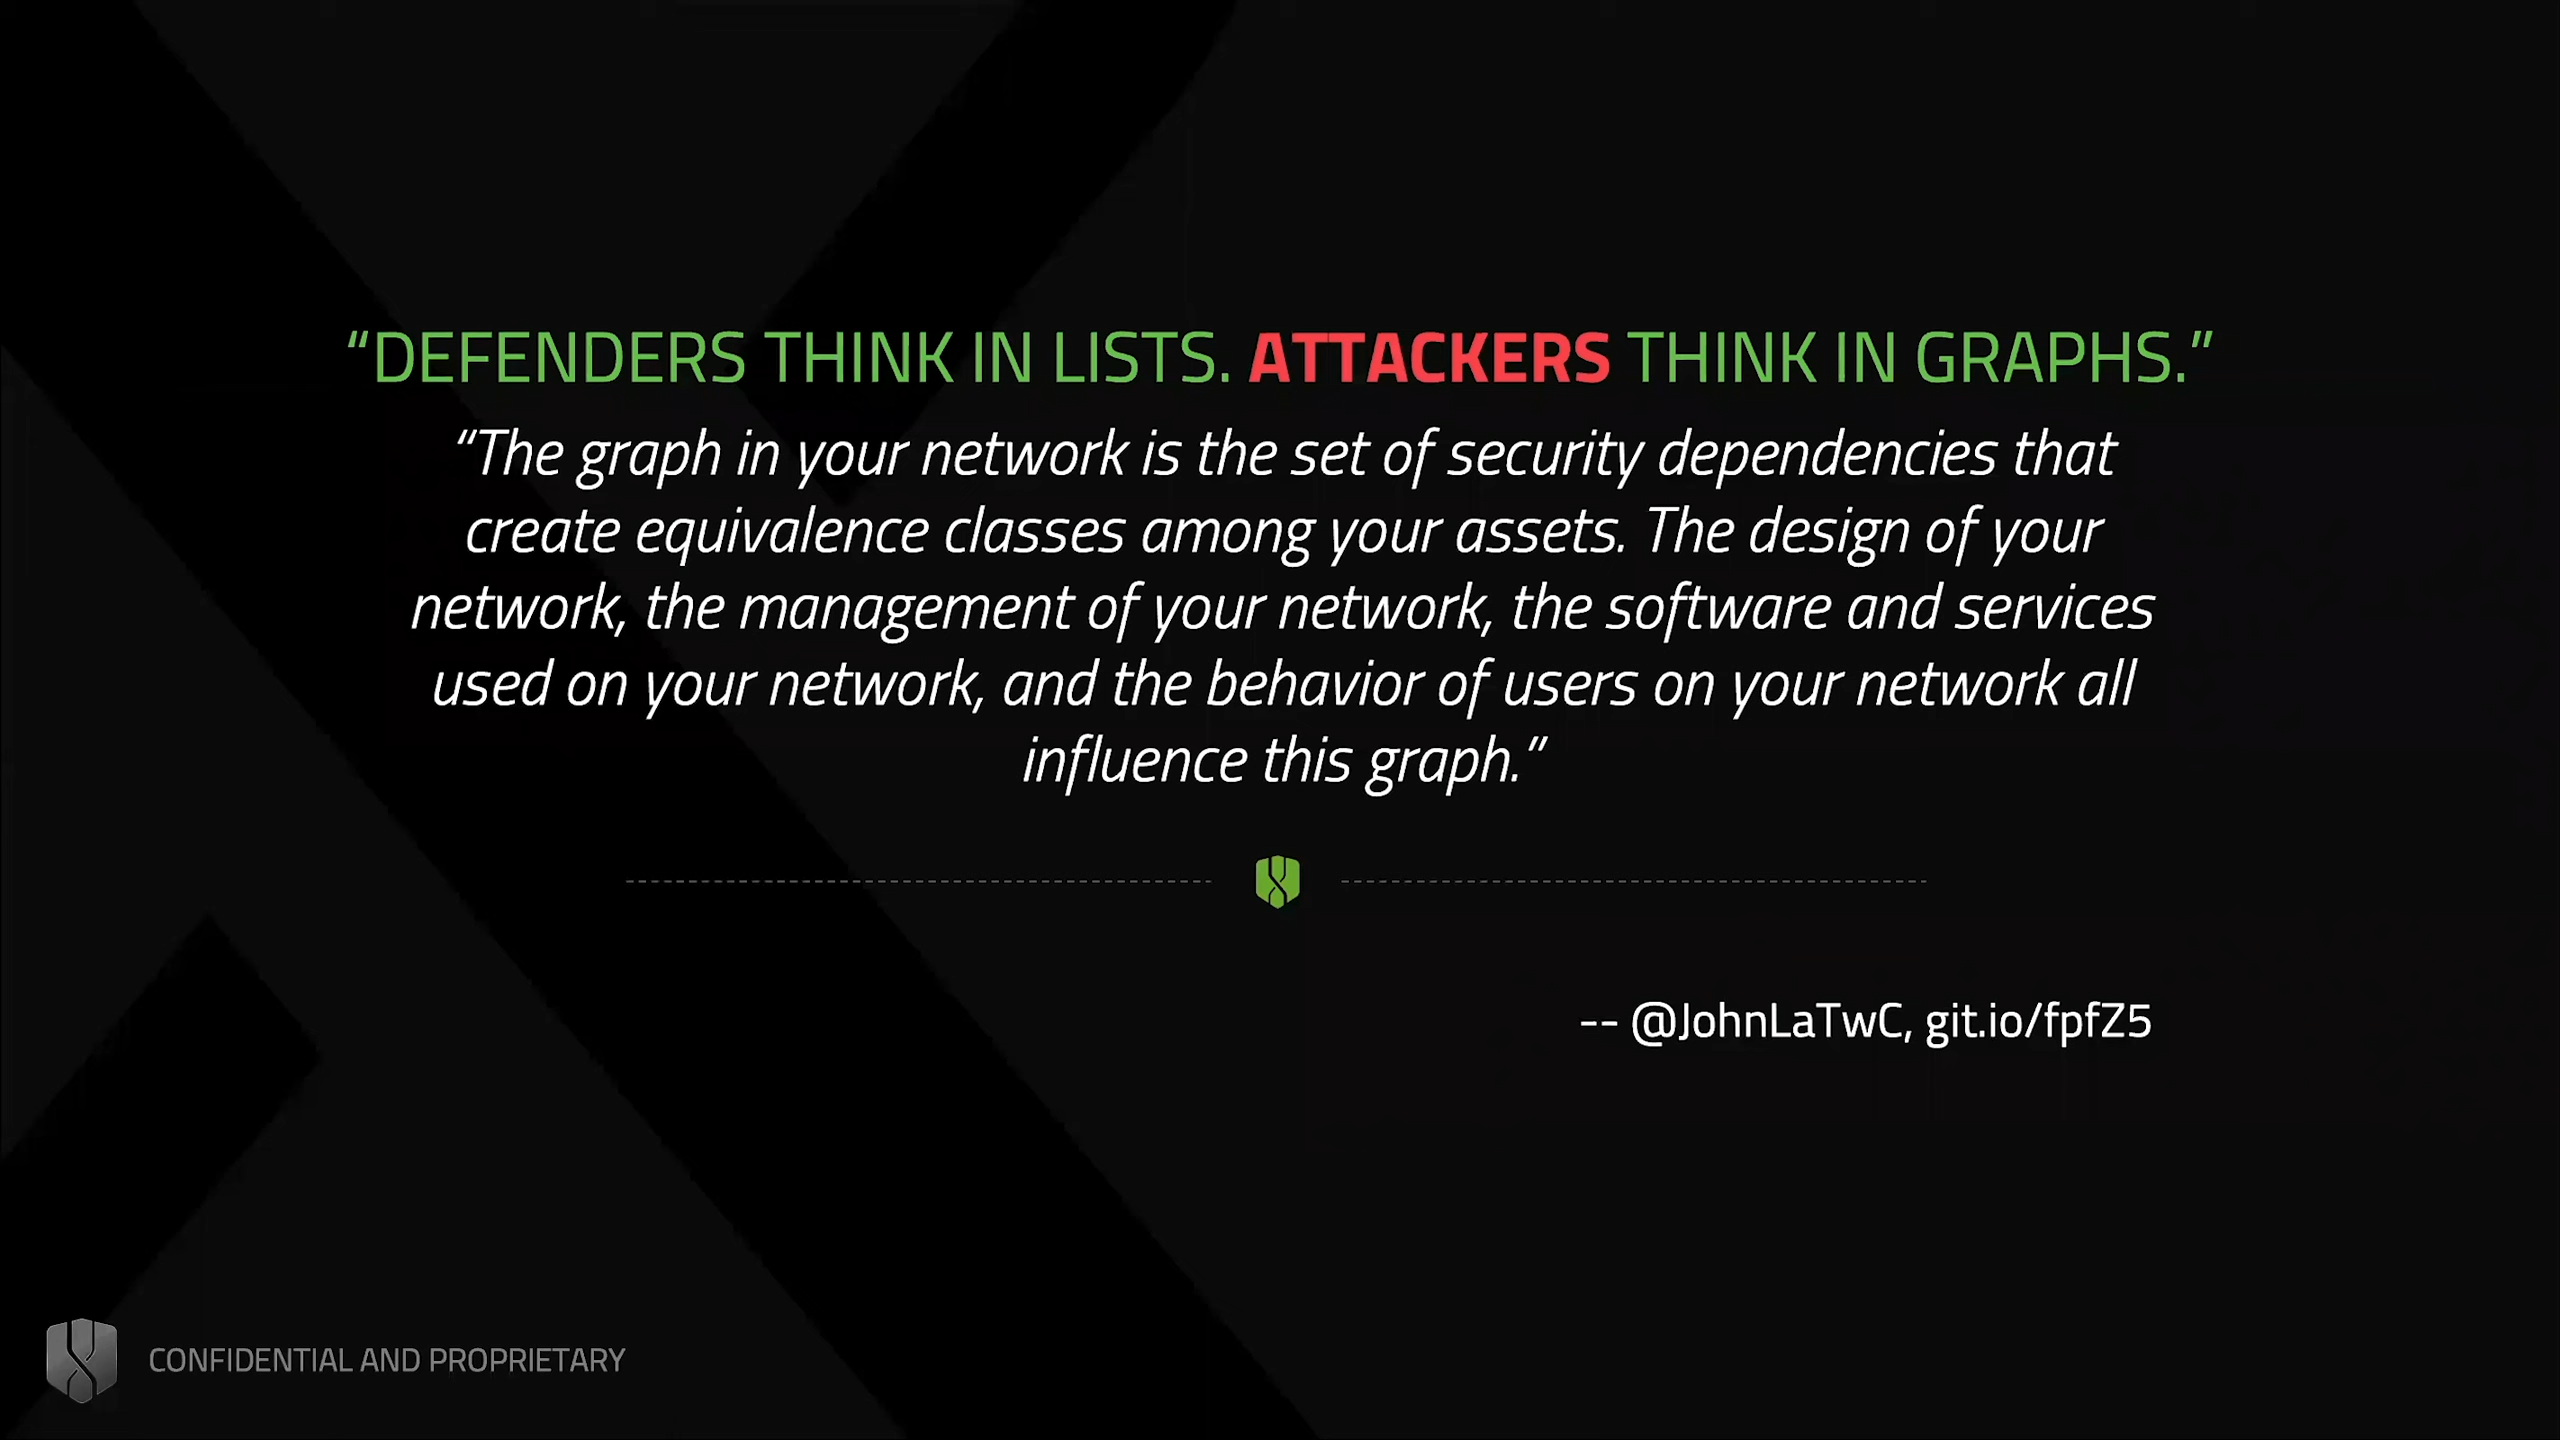 “DEFENDERS THINK IN LISTS. ATTACKERS THINK IN GRAPHS.”
“The graph in your network is the set of security dependencies that
create equivalence classes among your assets. The design of your
network, the management of your network, the software and services
used on your network, and the behavior of users on your network all
influence this graph.”
-- @JohnLaTwC, git.io/fpfZ5
CONFIDENTIAL AND PROPRIETARY